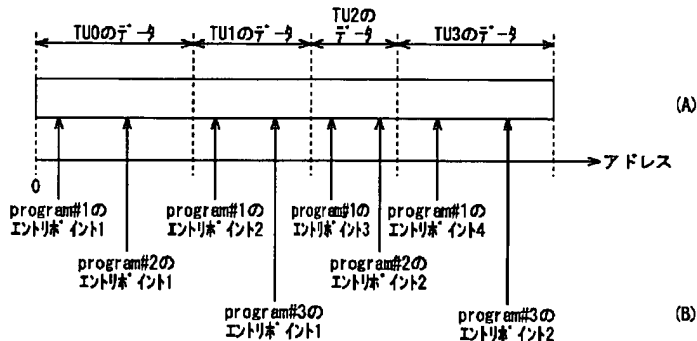 TU0のデータ
TU1のデータ
TU2の
データ
TU3のデータ
(A)
アドレス
0
program#1の
エントリポイント1
program#1の
エントリポイント2
program#1の
エントリポイント3
program#1の
エントリポイント4
program#2の
エントリポイント1
program#2の
エントリポイント2
program#3の
エントリポイント1
program#3の
エントリポイント2
(B)